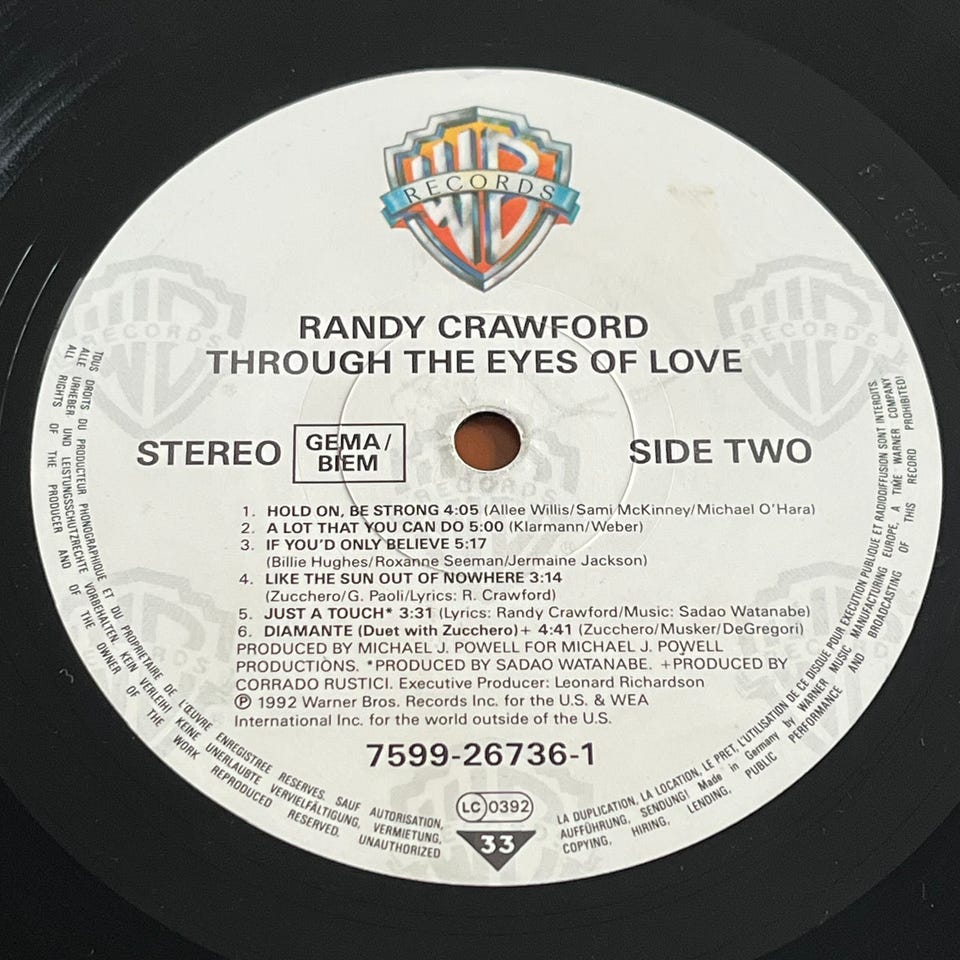 WB
RECORDS
RANDY CRAWFORD
THROUGH THE EYES OF LOVE
STEREO
GEMA/
BIEM
SIDE TWO
1. HOLD ON, BE STRONG 4:05 (Allee Willis/Sami McKinney/Michael O'Hara)
2. A LOT THAT YOU CAN DO 5:00 (Klarmann/Weber)
3. IF YOU'D ONLY BELIEVE 5:17
(Billie Hughes/Roxanne Seeman/Jermaine Jackson)
4. LIKE THE SUN OUT OF NOWHERE 3:14
(Zucchero/G. Paoli/Lyrics: R. Crawford)
5. JUST A TOUCH* 3:31 (Lyrics: Randy Crawford/Music: Sadao Watanabe)
6. DIAMANTE (Duet with Zucchero)+ 4:41 (Zucchero/Musker/DeGregori)
PRODUCED BY MICHAEL J. POWELL FOR MICHAEL J. POWELL
PRODUCTIONS. *PRODUCED BY SADAO WATANABE. +PRODUCED BY
CORRADO RUSTICI. Executive Producer: Leonard Richardson
℗ 1992 Warner Bros. Records Inc. for the U.S. & WEA
International Inc. for the world outside of the U.S.
7599-26736-1
LC 0392
33
TOUS DROITS DU PRODUCTEUR PHONOGRAPHIQUE ET DU PROPRIETAIRE DE L'ŒUVRE ENREGISTREE RESERVES. SAUF AUTORISATION,
LA DUPLICATION, LA LOCATION, LE PRET, L'UTILISATION DE CE DISQUE POUR EXECUTION PUBLIQUE ET RADIODIFFUSION SONT INTERDITS.
ALLE URHEBER UND LEISTUNGSSCHUTZRECHTE VORBEHALTEN. KEIN VERLEIH! KEINE UNERLAUBTE VERVIELFÄLTIGUNG, VERMIETUNG,
AUFFÜHRUNG, SENDUNG! Made in Germany by WARNER MUSIC MANUFACTURING EUROPE, A TIME WARNER COMPANY
ALL RIGHTS OF THE PRODUCER AND OF THE OWNER OF THE WORK REPRODUCED RESERVED. UNAUTHORIZED
COPYING, HIRING, LENDING, PUBLIC PERFORMANCE AND BROADCASTING OF THIS RECORD PROHIBITED!